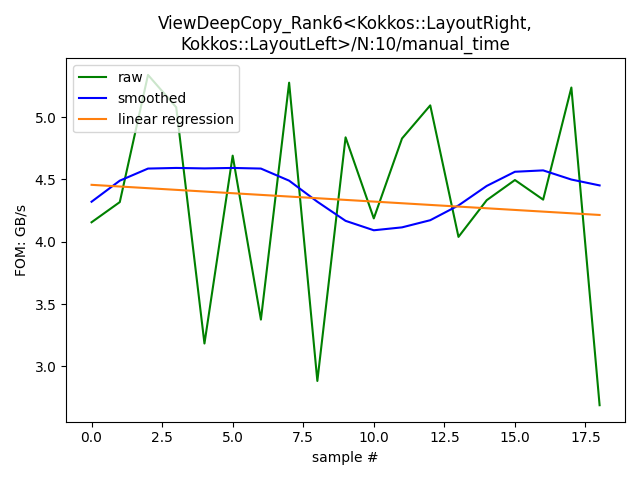 ViewDeepCopy_Rank6<Kokkos::LayoutRight,
Kokkos::LayoutLeft>/N:10/manual_time
raw
smoothed
linear regression
FOM: GB/s
5.0
4.5
4.0
3.5
3.0
0.0 2.5 5.0 7.5 10.0 12.5 15.0 17.5
sample #